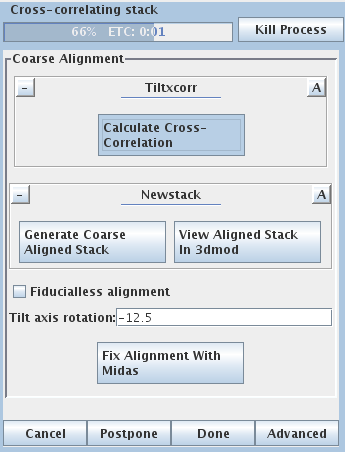 Cross-correlating stack
66% ETC: 0:01
Kill Process
Coarse Alignment
- Tiltxcorr A
Calculate Cross-
Correlation
- Newstack A
Generate Coarse
Aligned Stack
View Aligned Stack
In 3dmod
Fiducialless alignment
Tilt axis rotation: -12.5
Fix Alignment With
Midas
Cancel Postpone Done Advanced